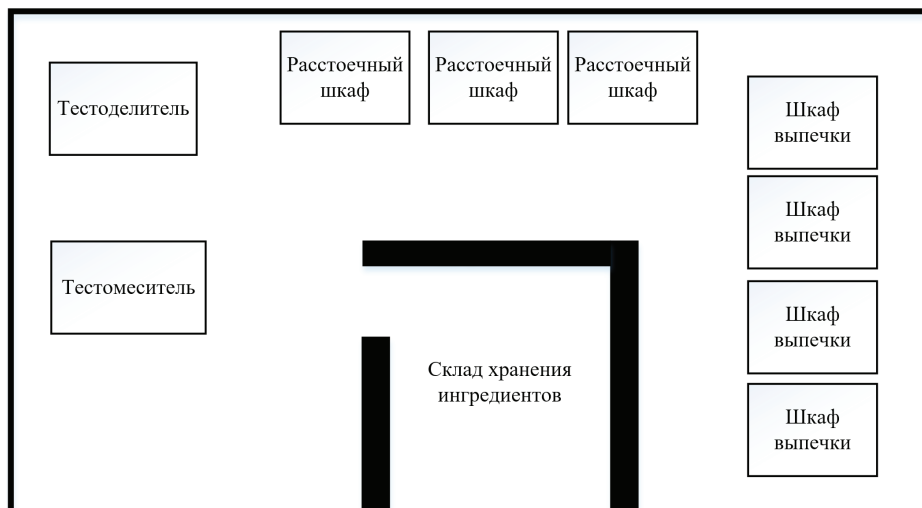 Тестоделитель
Расстоечный
шкаф
Расстоечный
шкаф
Расстоечный
шкаф
Шкаф
выпечки
Шкаф
выпечки
Тестомеситель
Шкаф
выпечки
Склад хранения
ингредиентов
Шкаф
выпечки